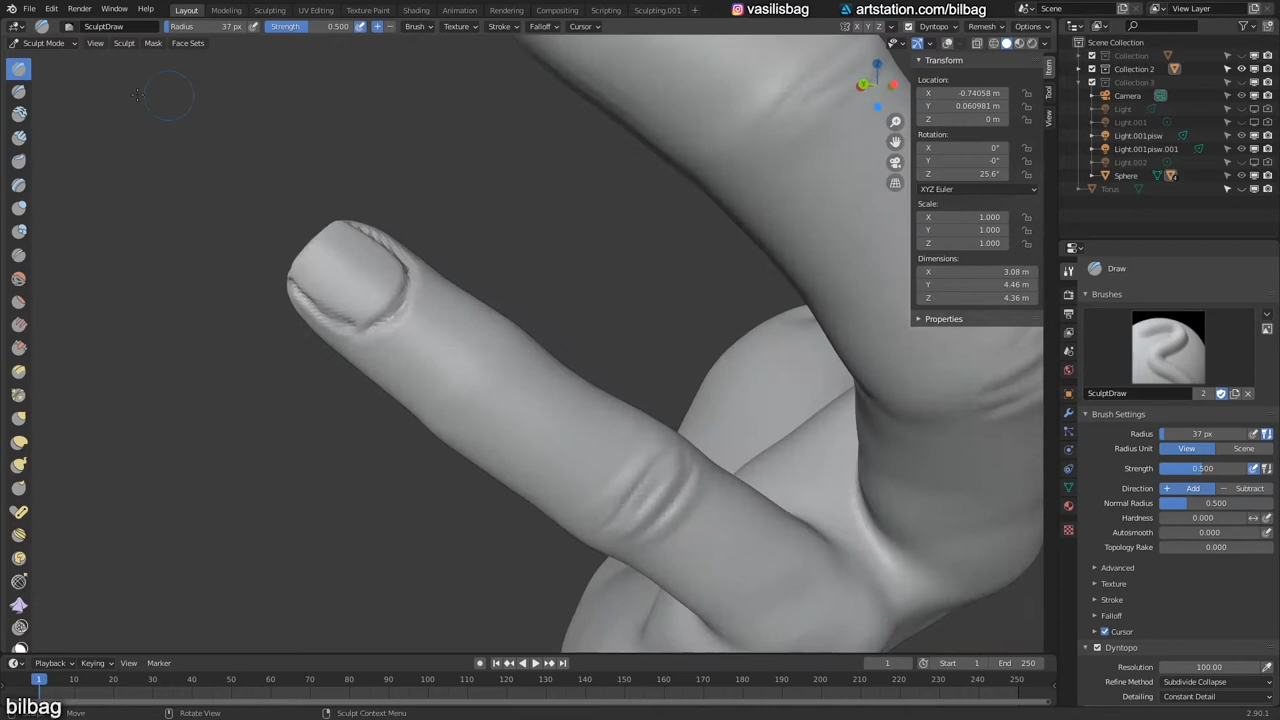 File Edit Render Window Help Layout Modeling Sculpting UV Editing Texture Paint Shading Animation Rendering Compositing Scripting Sculpting.001 vasilisbag artstation.com/bilbag Scene View Layer
SculptDraw Radius 37 px Strength 0.500 Brush Texture Stroke Falloff Cursor Dyntopo Remesh Options
Sculpt Mode View Sculpt Mask Face Sets
Transform
Location:
X -0.74058 m
Y 0.060981 m
Z 0 m
Rotation:
X 0°
Y -0°
Z 25.6°
XYZ Euler
Scale:
X 1.000
Y 1.000
Z 1.000
Dimensions:
X 3.08 m
Y 4.46 m
Z 4.36 m
Properties
Item
Tool
View
Y
Scene Collection
Collection
Collection 2
Collection 3
Camera
Light
Light.001
Light.001pisw
Light.001pisw.001
Light.002
Sphere
Torus
Draw
Brushes
SculptDraw 2
Brush Settings
Radius 37 px
Radius Unit View Scene
Strength 0.500
Direction + Add − Subtract
Normal Radius 0.500
Hardness 0.000
Autosmooth 0.000
Topology Rake 0.000
Advanced
Texture
Stroke
Falloff
Cursor
Dyntopo
Resolution 100.00
Refine Method Subdivide Collapse
Detailing Constant Detail
Playback Keying View Marker 1 Start 1 End 250
1 10 20 30 40 50 60 70 80 90 100 110 120 130 140 150 160 170 180 190 200 210 220 230 240 250
bilbag Move Rotate View Sculpt Context Menu 2.90.1